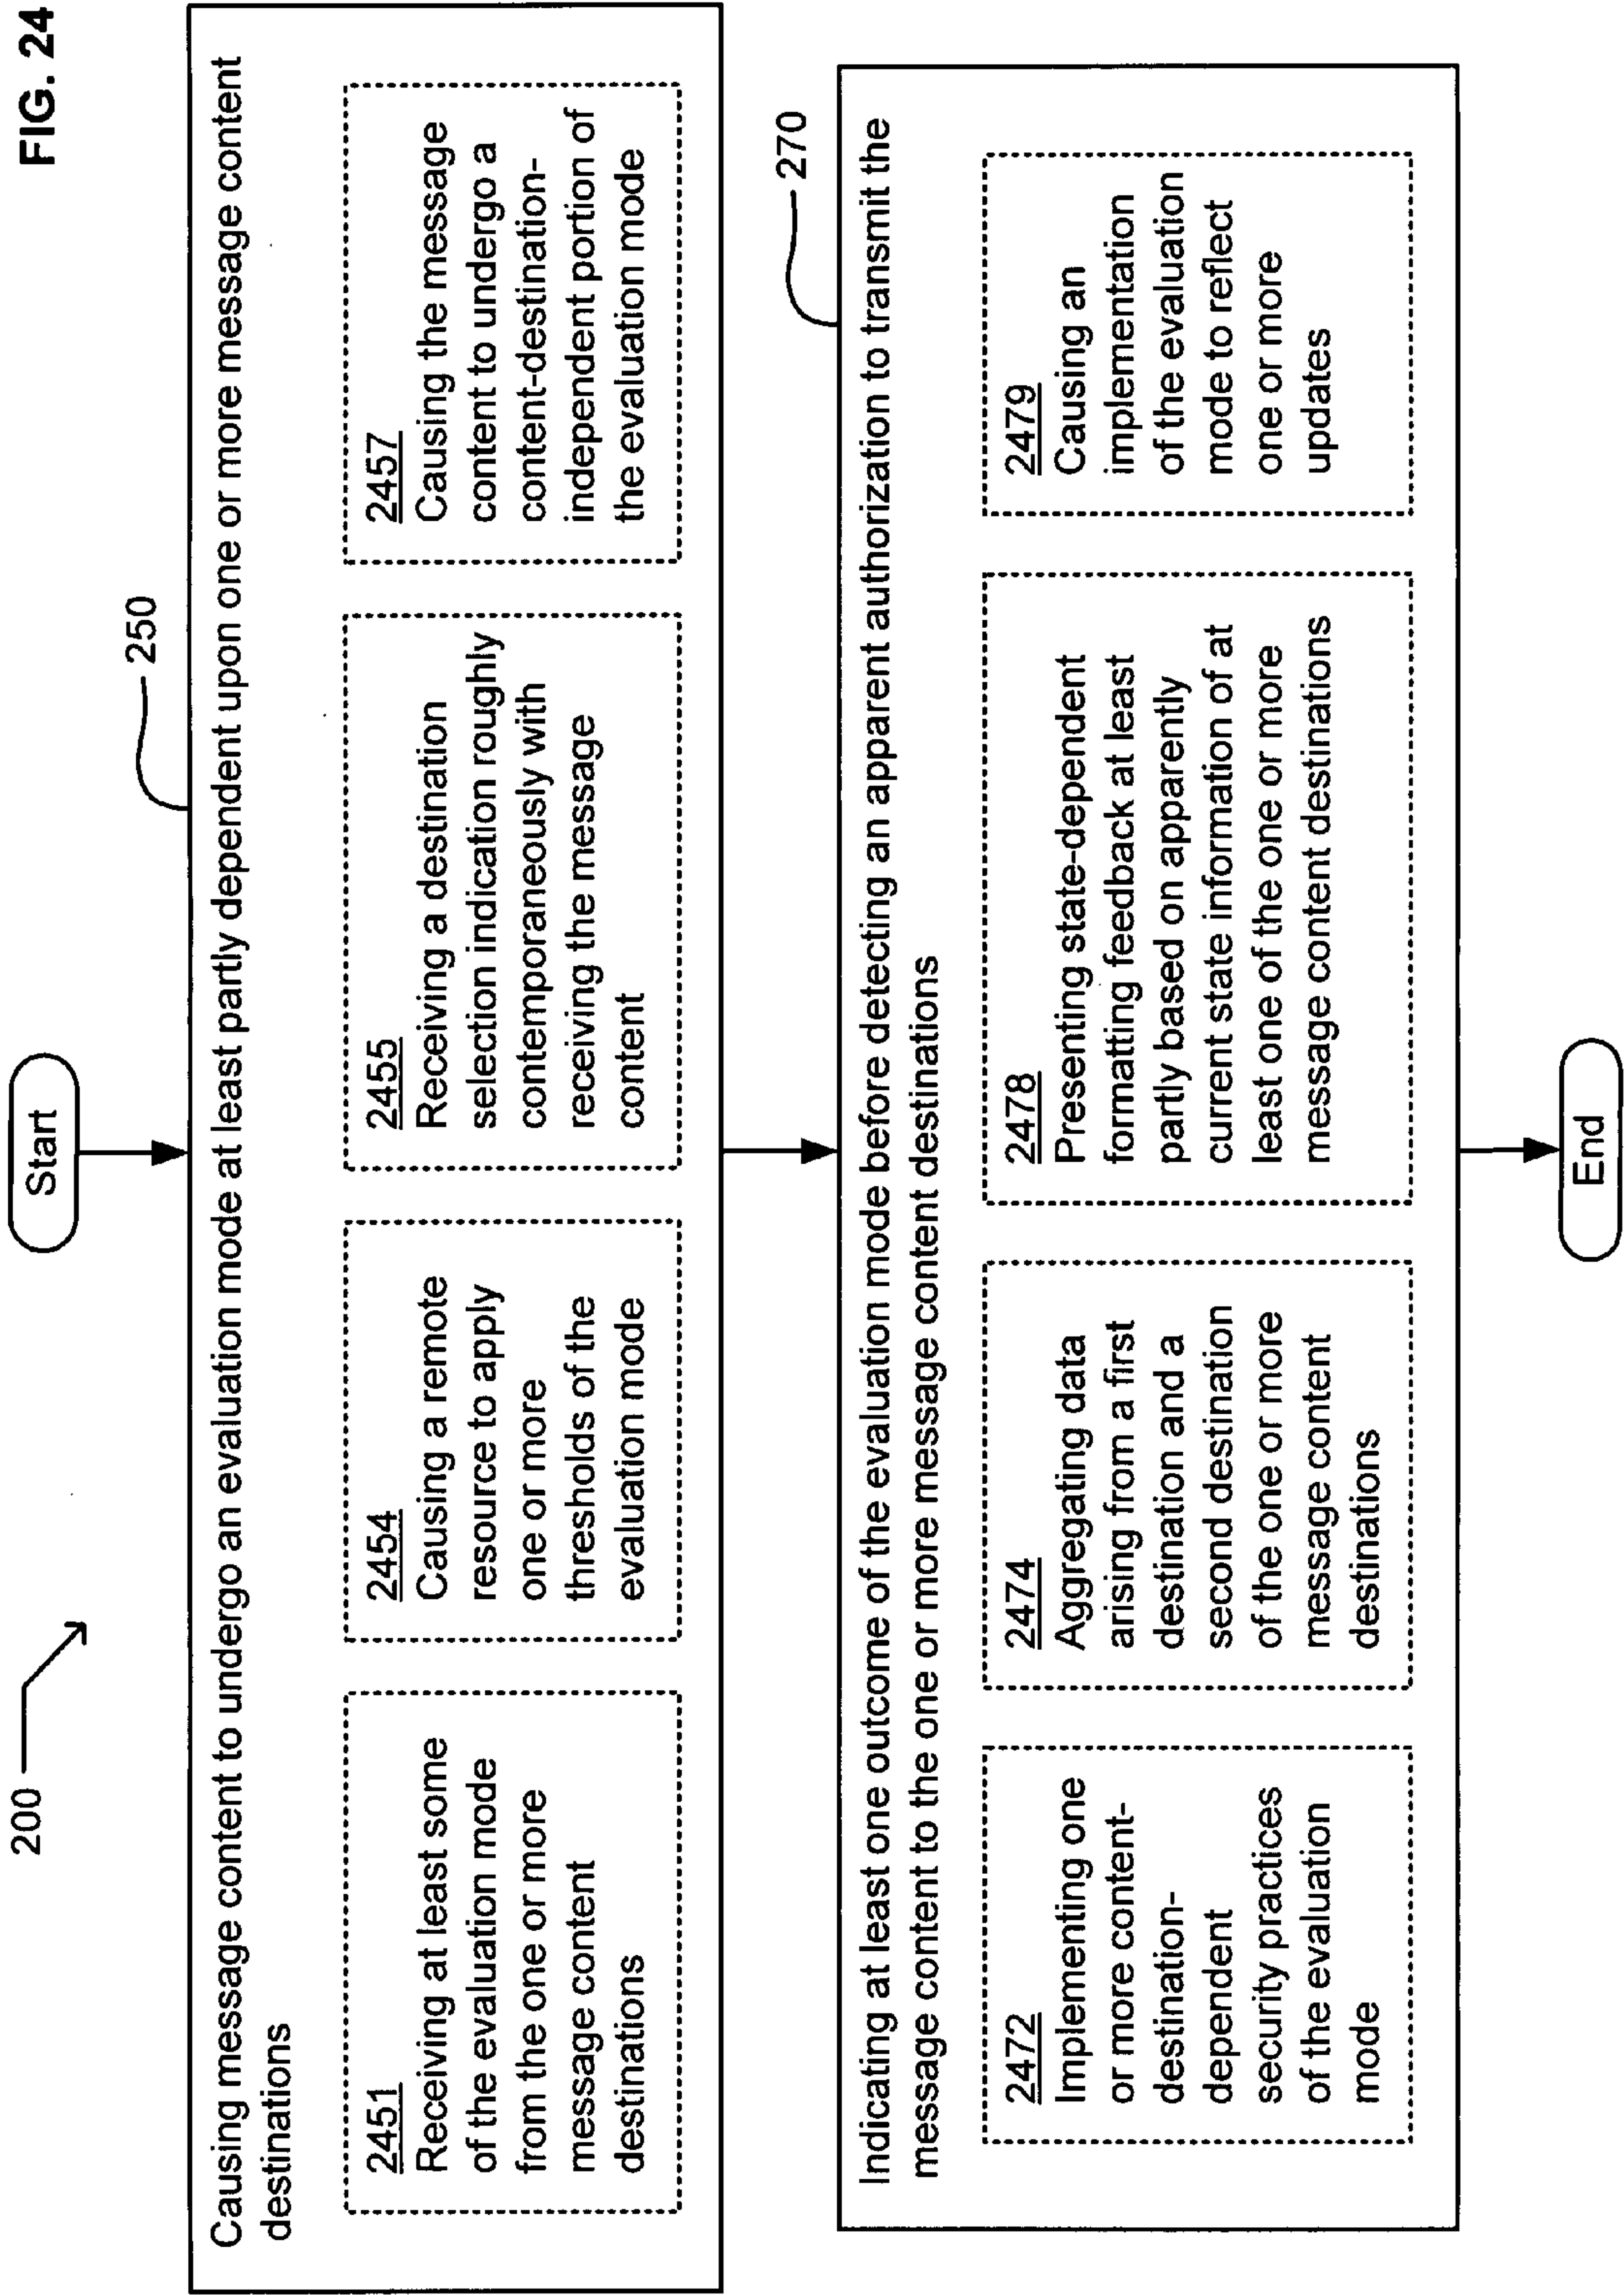 FIG. 24
200
Start
250
Causing message content to undergo an evaluation mode at least partly dependent upon one or more message content
destinations
2451
Receiving at least some
of the evaluation mode
from the one or more
message content
destinations
2454
Causing a remote
resource to apply
one or more
thresholds of the
evaluation mode
2455
Receiving a destination
selection indication roughly
contemporaneously with
receiving the message
content
2457
Causing the message
content to undergo a
content-destination-
independent portion of
the evaluation mode
270
Indicating at least one outcome of the evaluation mode before detecting an apparent authorization to transmit the
message content to the one or more message content destinations
2472
Implementing one
or more content-
destination-
dependent
security practices
of the evaluation
mode
2474
Aggregating data
arising from a first
destination and a
second destination
of the one or more
message content
destinations
2478
Presenting state-dependent
formatting feedback at least
partly based on apparently
current state information of at
least one of the one or more
message content destinations
2479
Causing an
implementation
of the evaluation
mode to reflect
one or more
updates
End